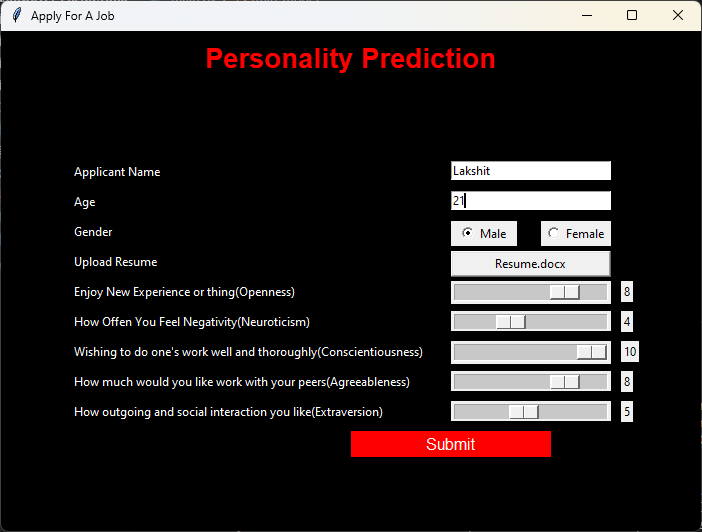 Apply For A Job
Personality Prediction
Applicant Name Lakshit
Age 21
Gender Male Female
Upload Resume Resume.docx
Enjoy New Experience or thing(Openness) 8
How Offen You Feel Negativity(Neuroticism) 4
Wishing to do one's work well and thoroughly(Conscientiousness) 10
How much would you like work with your peers(Agreeableness) 8
How outgoing and social interaction you like(Extraversion) 5
Submit